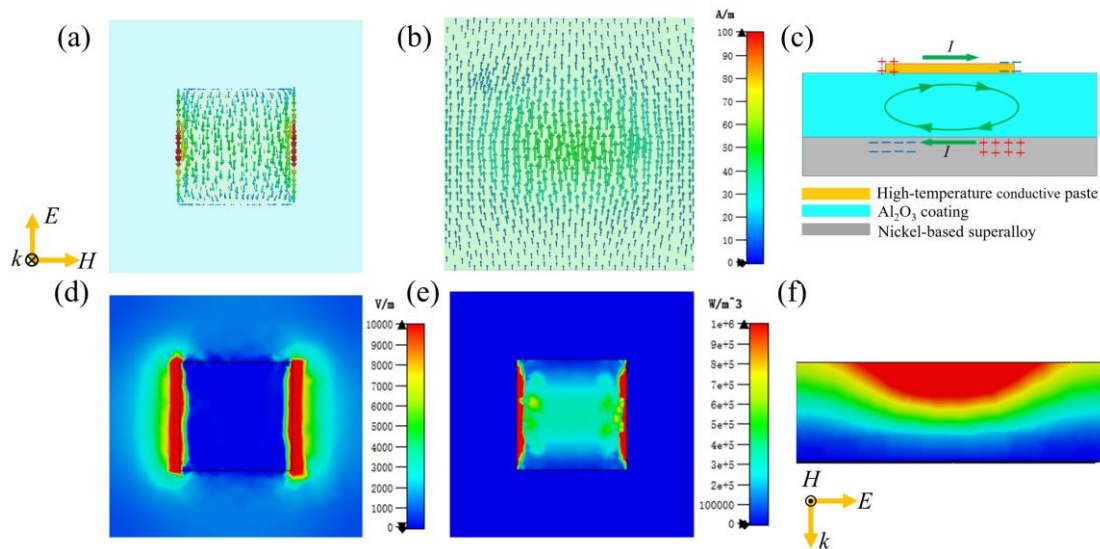 (a)
(b)
A/m
100
90
80
70
60
50
40
30
20
10
0
(c)
I
+ +
+ +
− −
− −
I
− − − −
− − − −
+ + + +
+ + + +
High-temperature conductive paste
Al₂O₃ coating
Nickel-based superalloy
E
k
H
(d)
V/m
10000
9000
8000
7000
6000
5000
4000
3000
2000
1000
0
(e)
W/m^3
1e+6
9e+5
8e+5
7e+5
6e+5
5e+5
4e+5
3e+5
2e+5
100000
0
(f)
H
E
k